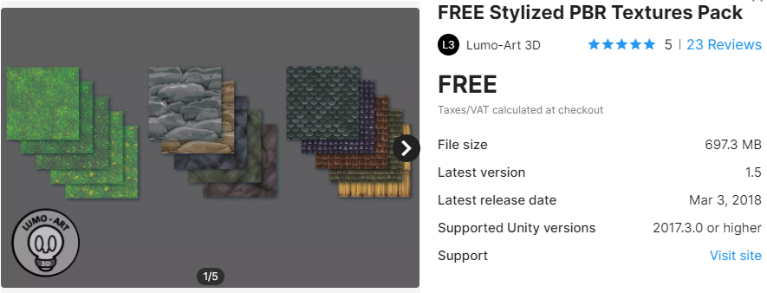 FREE Stylized PBR Textures Pack
L3 Lumo-Art 3D ★★★★★ 5 | 23 Reviews
FREE
Taxes/VAT calculated at checkout
File size 697.3 MB
Latest version 1.5
Latest release date Mar 3, 2018
Supported Unity versions 2017.3.0 or higher
Support Visit site
LUMO-ART
3D
1/5